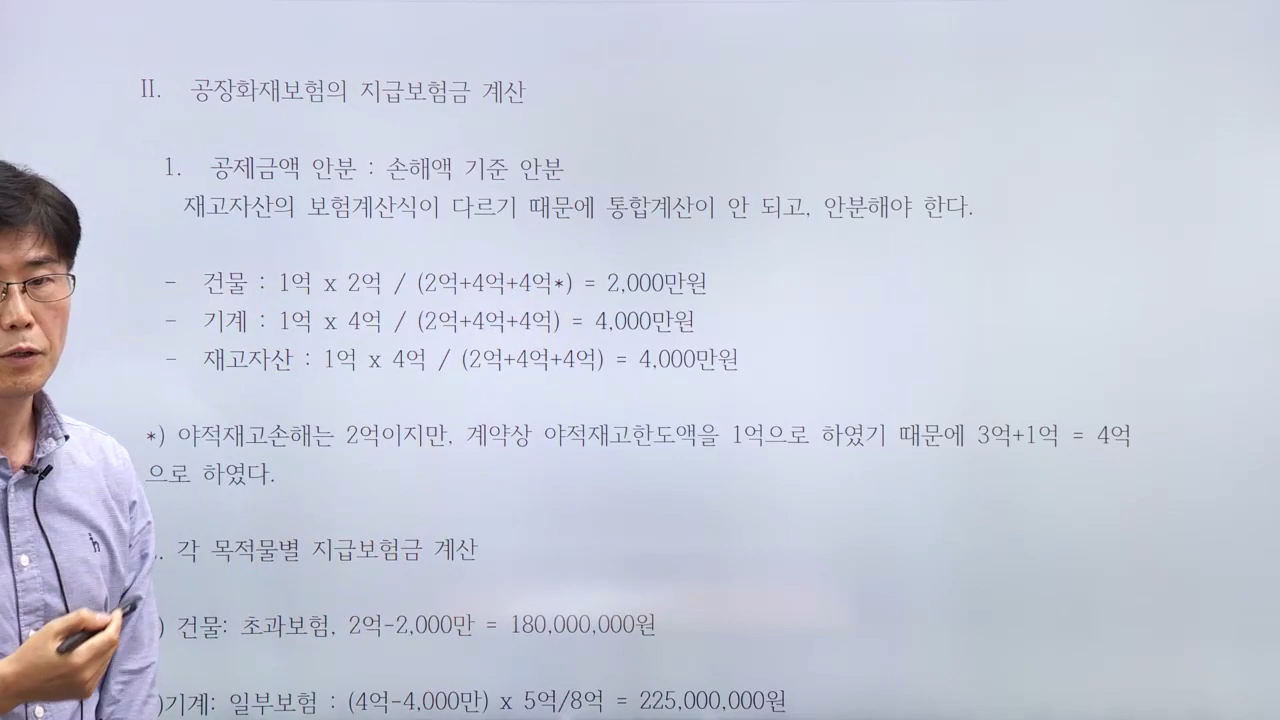 II. 공장화재보험의 지급보험금 계산
1. 공제금액 안분 : 손해액 기준 안분
재고자산의 보험계산식이 다르기 때문에 통합계산이 안 되고, 안분해야 한다.
- 건물 : 1억 x 2억 / (2억+4억+4억*) = 2,000만원
- 기계 : 1억 x 4억 / (2억+4억+4억) = 4,000만원
- 재고자산 : 1억 x 4억 / (2억+4억+4억) = 4,000만원
*) 야적재고손해는 2억이지만, 계약상 야적재고한도액을 1억으로 하였기 때문에 3억+1억 = 4억
으로 하였다.
. 각 목적물별 지급보험금 계산
) 건물: 초과보험, 2억-2,000만 = 180,000,000원
)기계: 일부보험 : (4억-4,000만) x 5억/8억 = 225,000,000원